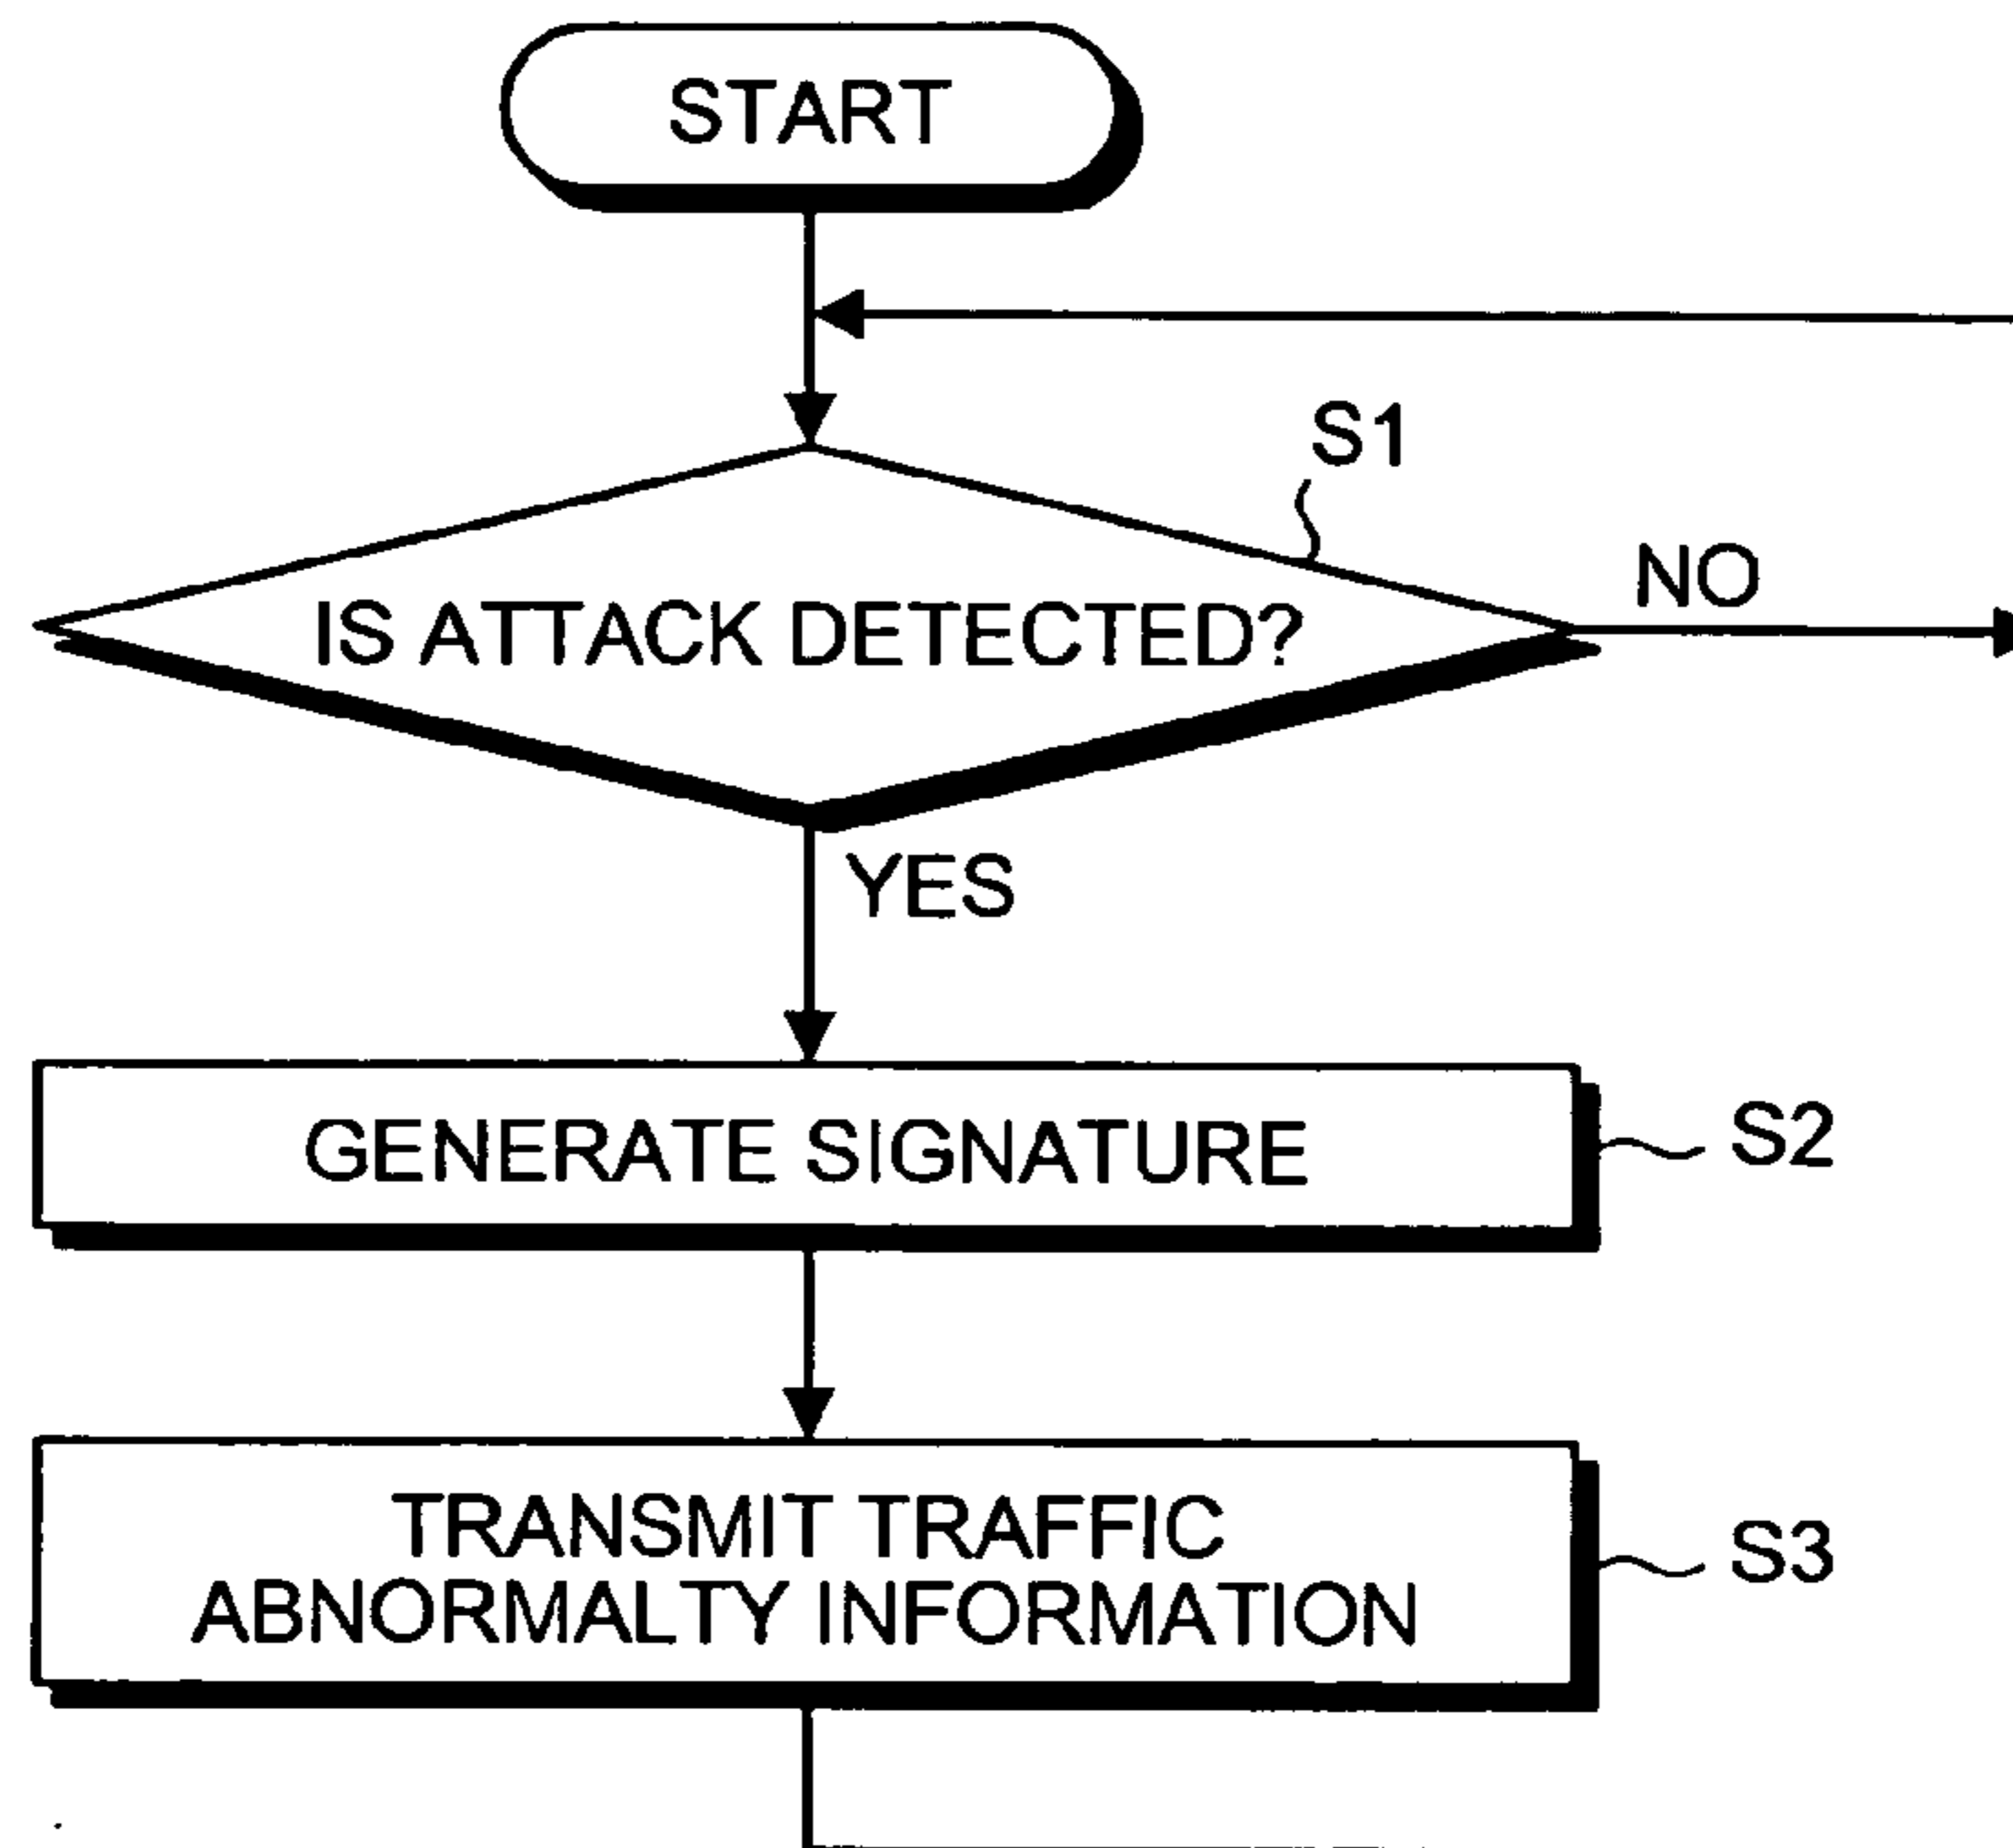 START
S1
IS ATTACK DETECTED?
NO
YES
GENERATE SIGNATURE
S2
TRANSMIT TRAFFIC
ABNORMALTY INFORMATION
S3